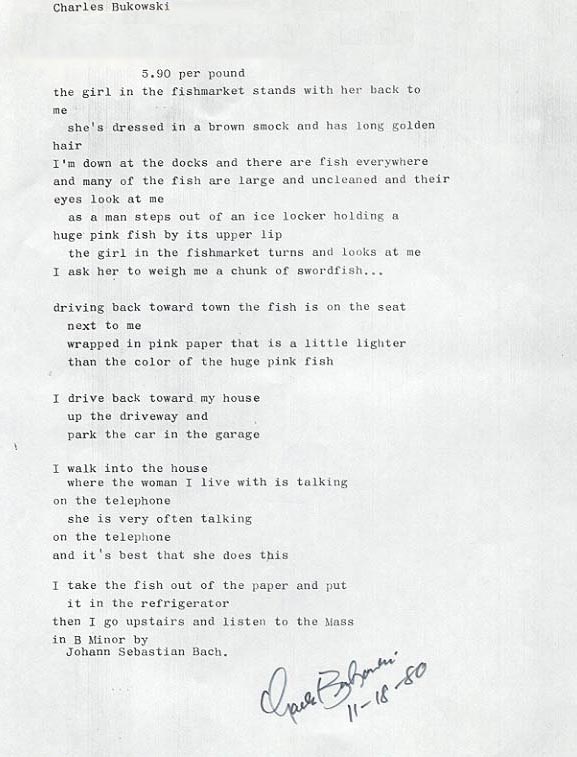 Charles Bukowski
5.90 per pound
the girl in the fishmarket stands with her back to
me
she's dressed in a brown smock and has long golden
hair
I'm down at the docks and there are fish everywhere
and many of the fish are large and uncleaned and their
eyes look at me
as a man steps out of an ice locker holding a
huge pink fish by its upper lip
the girl in the fishmarket turns and looks at me
I ask her to weigh me a chunk of swordfish...
driving back toward town the fish is on the seat
next to me
wrapped in pink paper that is a little lighter
than the color of the huge pink fish
I drive back toward my house
up the driveway and
park the car in the garage
I walk into the house
where the woman I live with is talking
on the telephone
she is very often talking
on the telephone
and it's best that she does this
I take the fish out of the paper and put
it in the refrigerator
then I go upstairs and listen to the Mass
in B Minor by
Johann Sebastian Bach.
Charles Bukowski
11-18-80